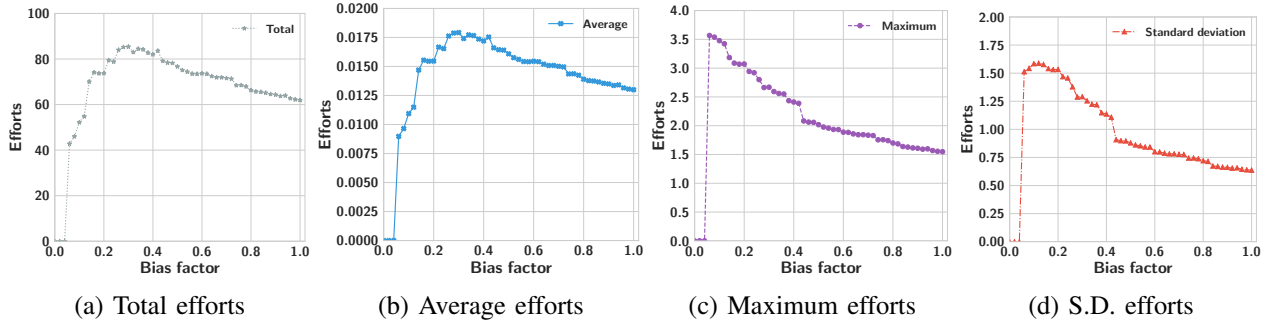 100
80
60
40
20
0
Efforts
Total
0.0 0.2 0.4 0.6 0.8 1.0
Bias factor
(a) Total efforts
0.0200
0.0175
0.0150
0.0125
0.0100
0.0075
0.0050
0.0025
0.0000
Efforts
Average
0.0 0.2 0.4 0.6 0.8 1.0
Bias factor
(b) Average efforts
4.0
3.5
3.0
2.5
2.0
1.5
1.0
0.5
0.0
Efforts
Maximum
0.0 0.2 0.4 0.6 0.8 1.0
Bias factor
(c) Maximum efforts
2.00
1.75
1.50
1.25
1.00
0.75
0.50
0.25
0.00
Efforts
Standard deviation
0.0 0.2 0.4 0.6 0.8 1.0
Bias factor
(d) S.D. efforts